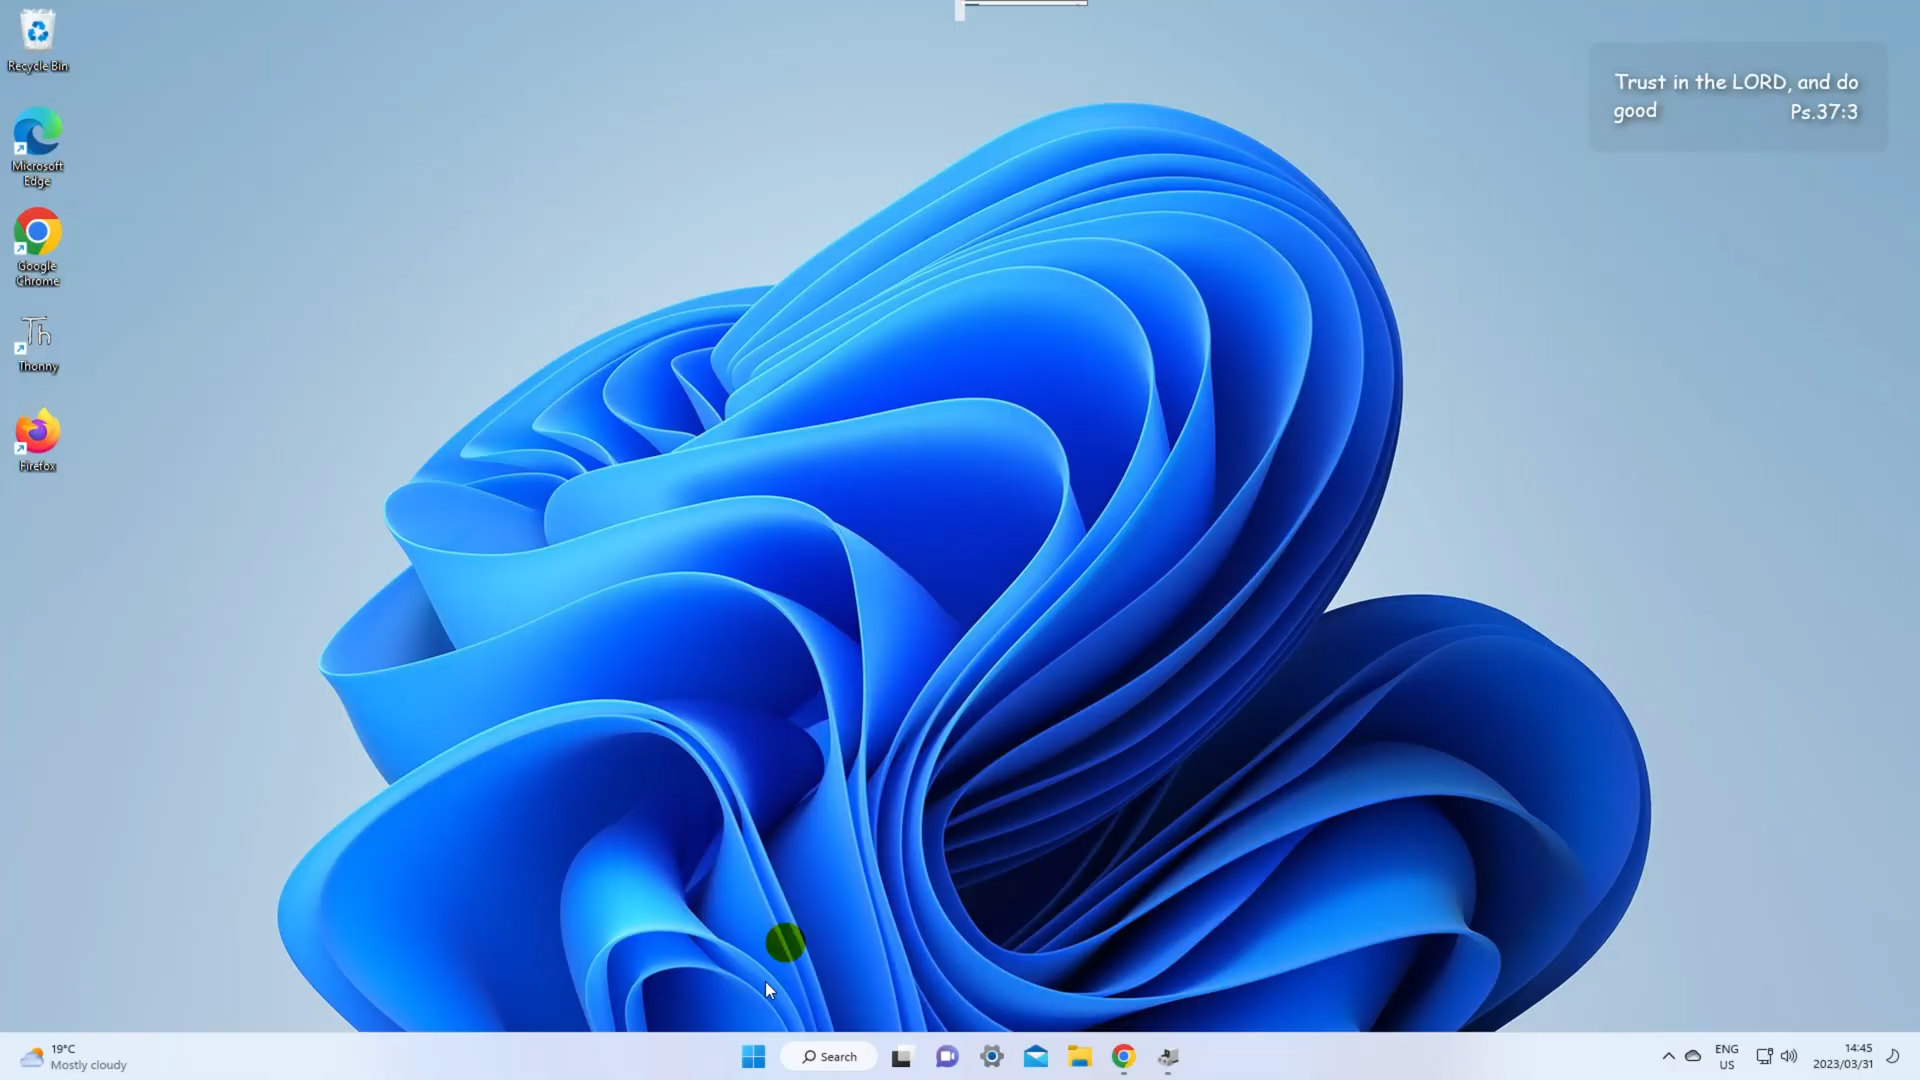 Recycle Bin
Microsoft
Edge
Google
Chrome
Th
Thonny
Firefox
Trust in the LORD, and do
good Ps.37:3
19°C
Mostly cloudy
Search
ENG
US
14:45
2023/03/31